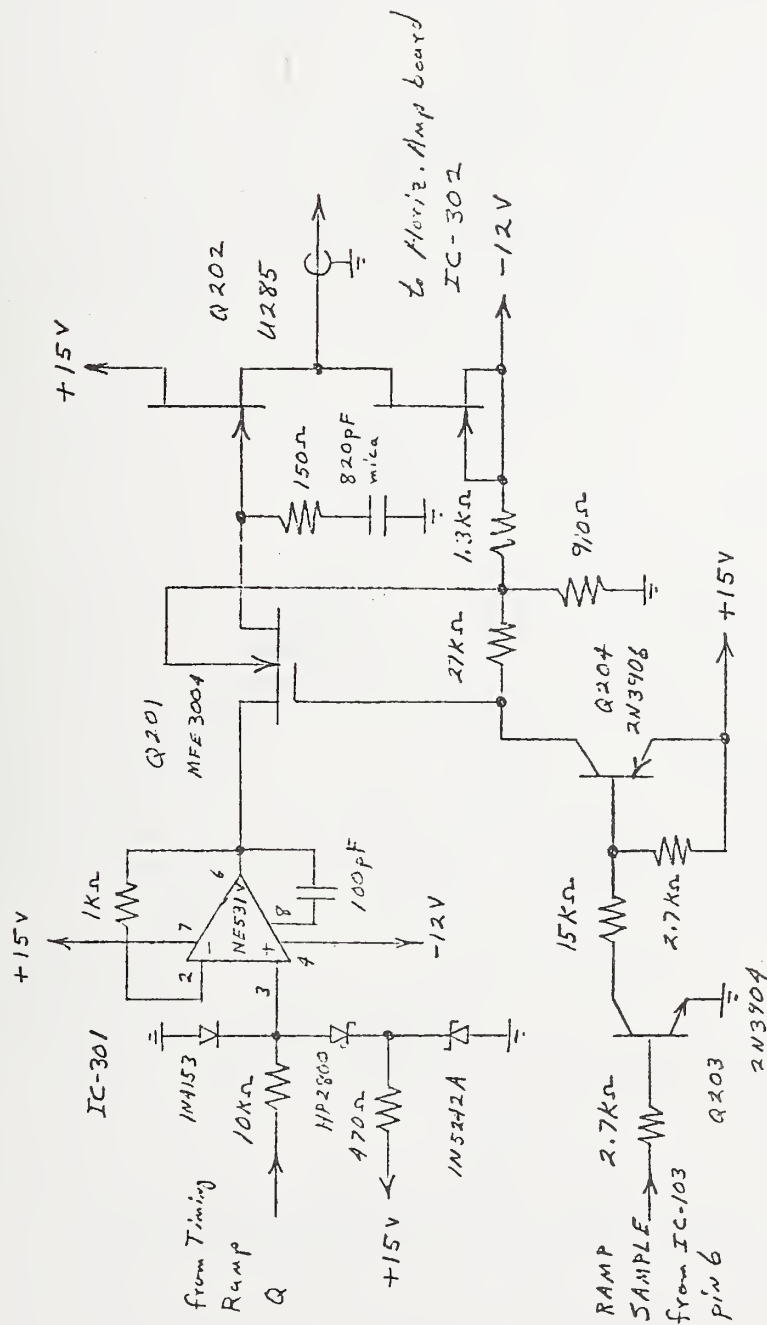 +15V
Q202
U285
to Horiz. Amp board
IC-302
-12V
150Ω
820pF
mica
1.3kΩ
910Ω
Q201
MFE3004
27kΩ
Q204
2N3906
+15V
+15V
1kΩ
IC-301
7
2
-
NE531V
6
+
3
4
8
100pF
-12V
1N4153
10kΩ
HP2800
470Ω
1N5242A
+15V
from Timing
Ramp
Q
15kΩ
2.7kΩ
2.7kΩ
Q203
2N3904
RAMP
SAMPLE
from IC-103
pin 6